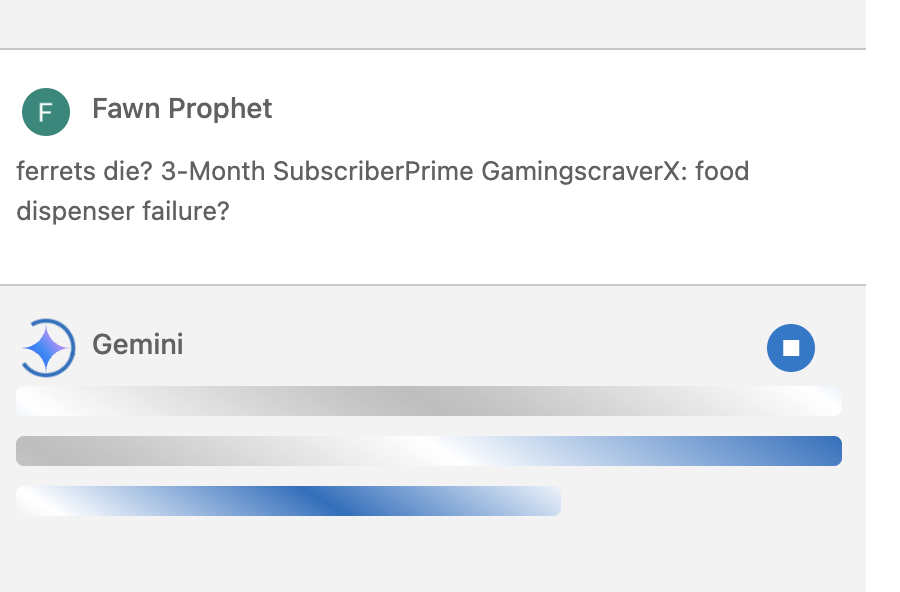 F
Fawn Prophet
ferrets die? 3-Month SubscriberPrime GamingscraverX: food
dispenser failure?
Gemini